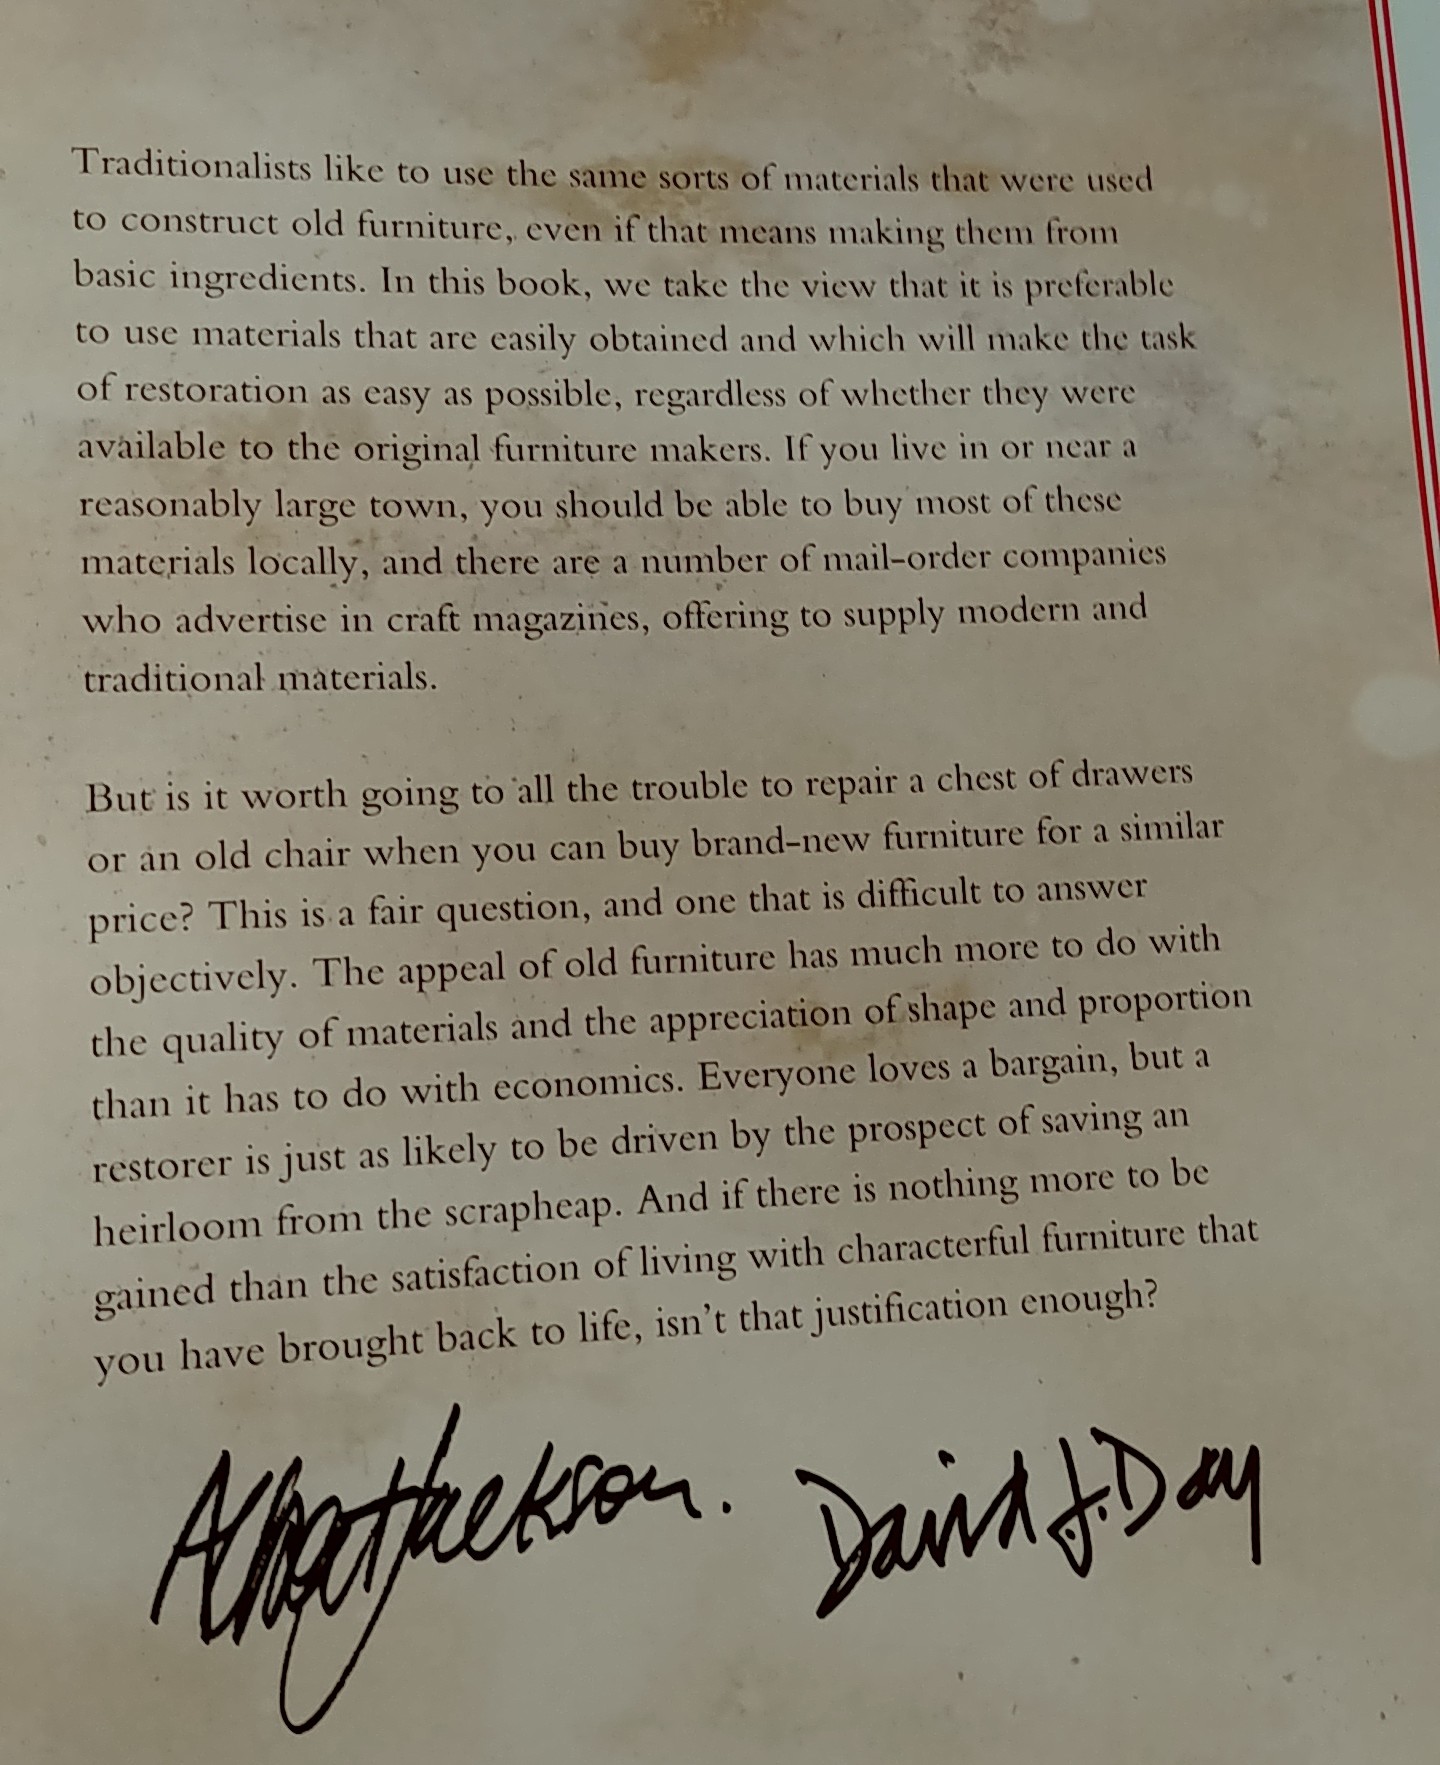 Traditionalists like to use the same sorts of materials that were used
to construct old furniture, even if that means making them from
basic ingredients. In this book, we take the view that it is preferable
to use materials that are easily obtained and which will make the task
of restoration as easy as possible, regardless of whether they were
available to the original furniture makers. If you live in or near a
reasonably large town, you should be able to buy most of these
materials locally, and there are a number of mail-order companies
who advertise in craft magazines, offering to supply modern and
traditional materials.
But is it worth going to all the trouble to repair a chest of drawers
or an old chair when you can buy brand-new furniture for a similar
price? This is a fair question, and one that is difficult to answer
objectively. The appeal of old furniture has much more to do with
the quality of materials and the appreciation of shape and proportion
than it has to do with economics. Everyone loves a bargain, but a
restorer is just as likely to be driven by the prospect of saving an
heirloom from the scrapheap. And if there is nothing more to be
gained than the satisfaction of living with characterful furniture that
you have brought back to life, isn't that justification enough?
Albert Jackson. David J. Day